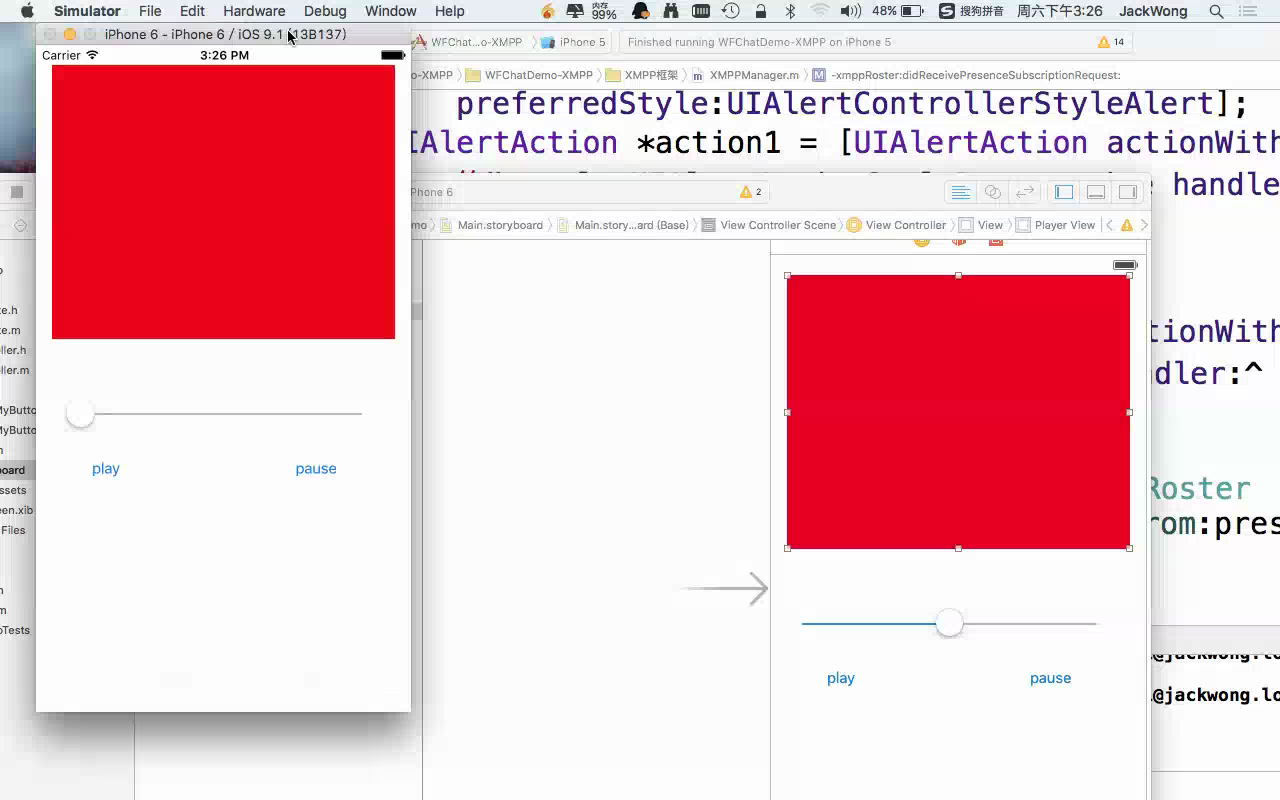 Simulator File Edit Hardware Debug Window Help 内存 99% 48% S 搜狗拼音 周六下午3:26 JackWong
iPhone 6 - iPhone 6 / iOS 9.1 13B137)
WFChat...o-XMPP iPhone 5 Finished running WFChatDemo-XMPP on iPhone 5 14
Carrier 3:26 PM
o-XMPP WFChatDemo-XMPP XMPP框架 m XMPPManager.m M -xmppRoster:didReceivePresenceSubscriptionRequest:
preferredStyle:UIAlertControllerStyleAlert];
IAlertAction *action1 = [UIAlertAction actionWith
handle
Phone 6 2
mo Main.storyboard Main.story...ard (Base) View Controller Scene View Controller View Player View
te.h
te.m
ller.h
ller.m
tionWith
dler:^
MyButto
MyButto
play pause
board
ssets
een.xib
Files
Roster
rom:pres
m
oTests
play pause
@jackwong.lo
@jackwong.lo